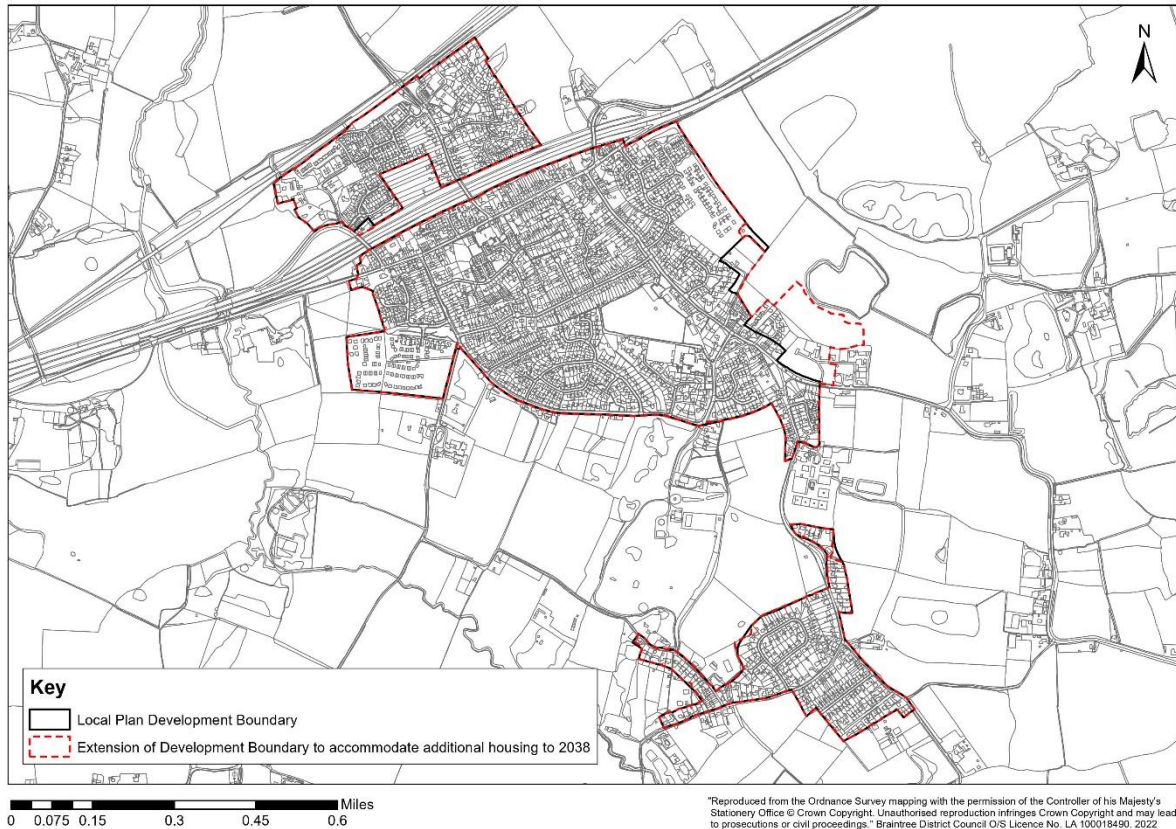 N
Key
Local Plan Development Boundary
Extension of Development Boundary to accommodate additional housing to 2038
Miles
0 0.075 0.15 0.3 0.45 0.6
"Reproduced from the Ordnance Survey mapping with the permission of the Controller of his Majesty's
Stationery Office © Crown Copyright. Unauthorised reproduction infringes Crown Copyright and may lead
to prosecutions or civil proceedings." Braintree District Council O/S Licence No. LA 100018490. 2022